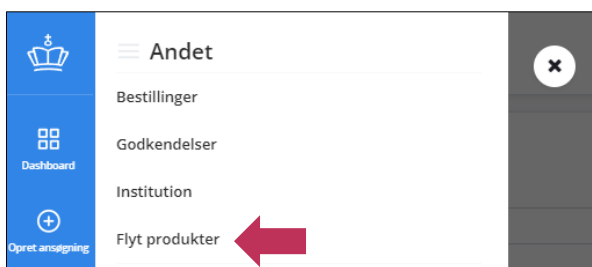 Andet
Bestillinger
Godkendelser
Dashboard
Institution
Flyt produkter
Opret ansøgning